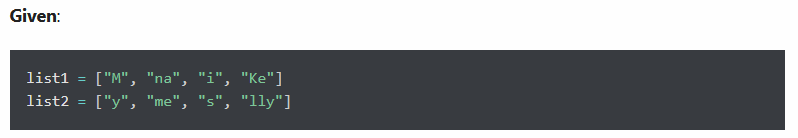 Given:
list1 = ["M", "na", "i", "Ke"]
list2 = ["y", "me", "s", "lly"]